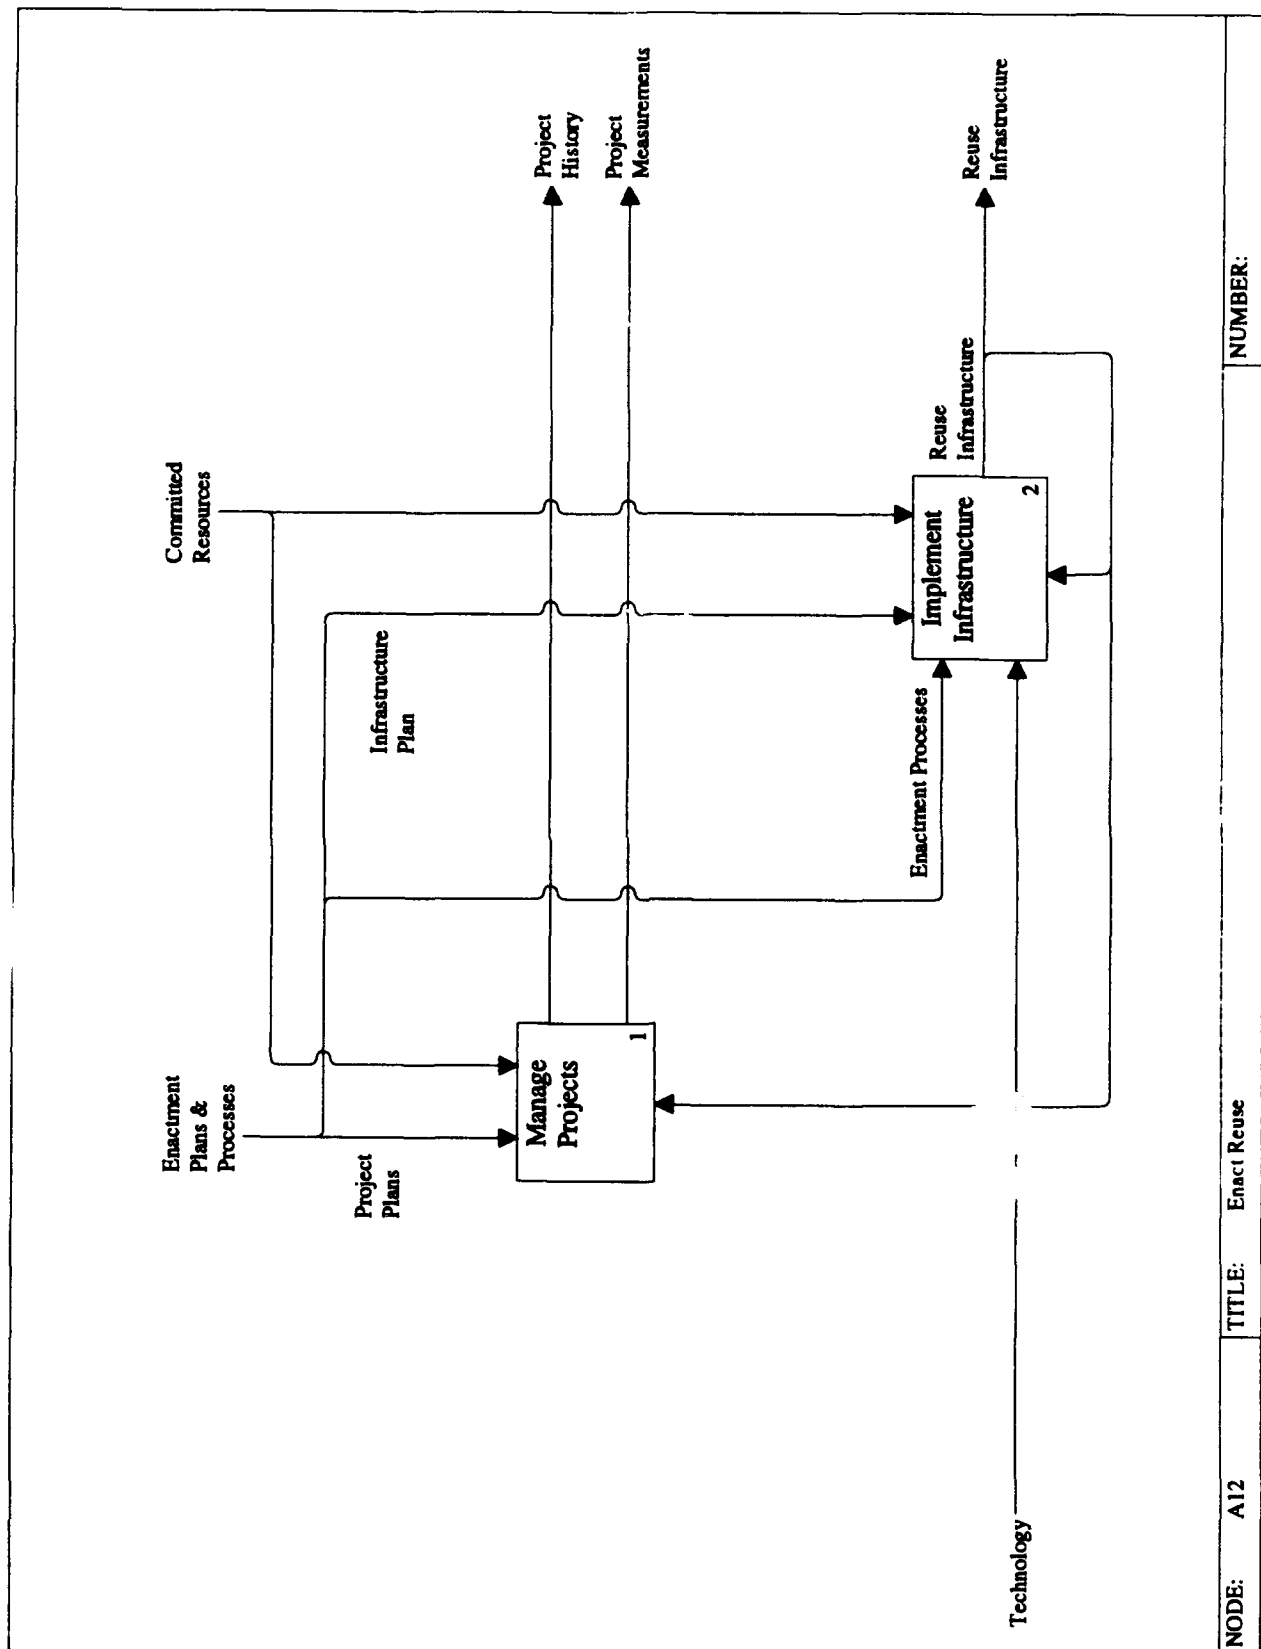 Enactment
Plans &
Processes
Committed
Resources
Project
Plans
Infrastructure
Plan
Manage
Projects
1
Project
History
Project
Measurements
Enactment Processes
Implement
Infrastructure
2
Reuse
Infrastructure
Reuse
Infrastructure
Technology
NODE: A12
TITLE: Enact Reuse
NUMBER: